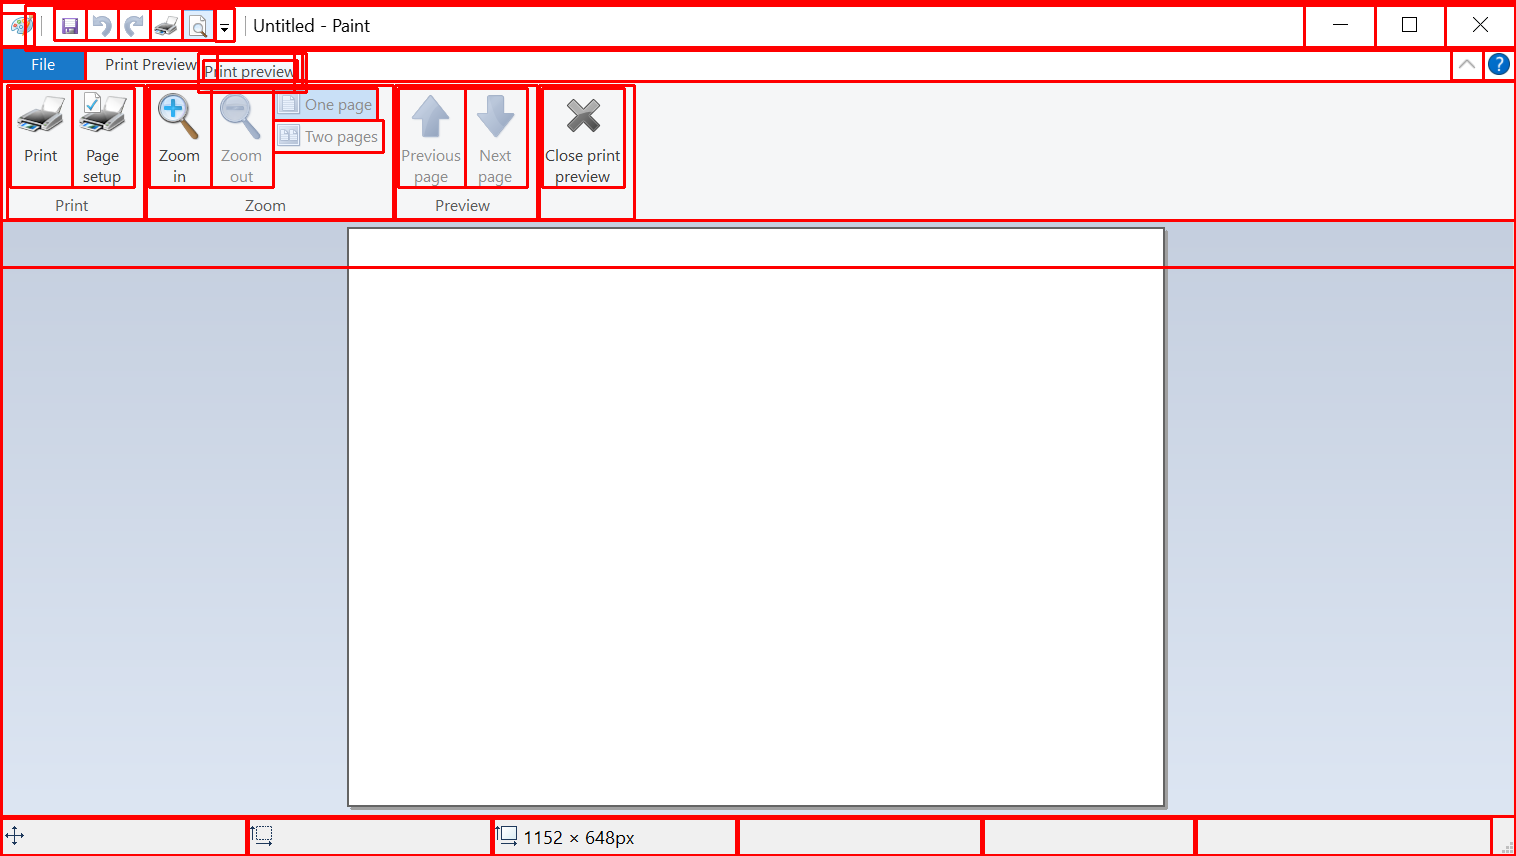 Untitled - Paint
File
Print Preview
Print preview
?
One page
Two pages
Print
Page setup
Zoom in
Zoom out
Previous page
Next page
Close print preview
Print
Zoom
Preview
1152 × 648px